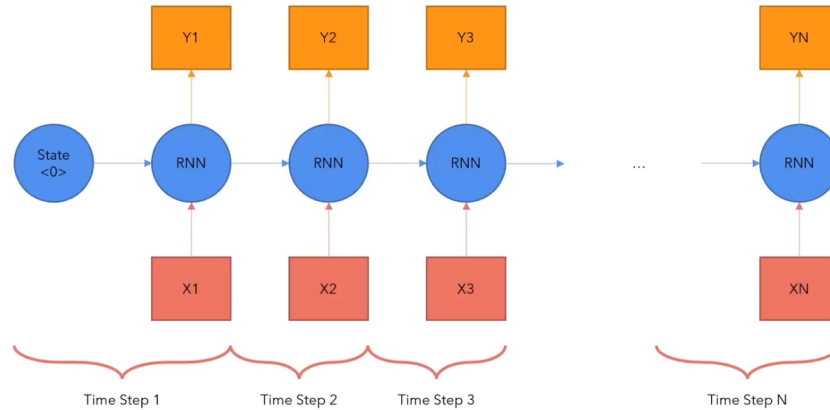 Y1 Y2 Y3 YN
State
<0>
RNN RNN RNN ... RNN
X1 X2 X3 XN
Time Step 1 Time Step 2 Time Step 3 Time Step N